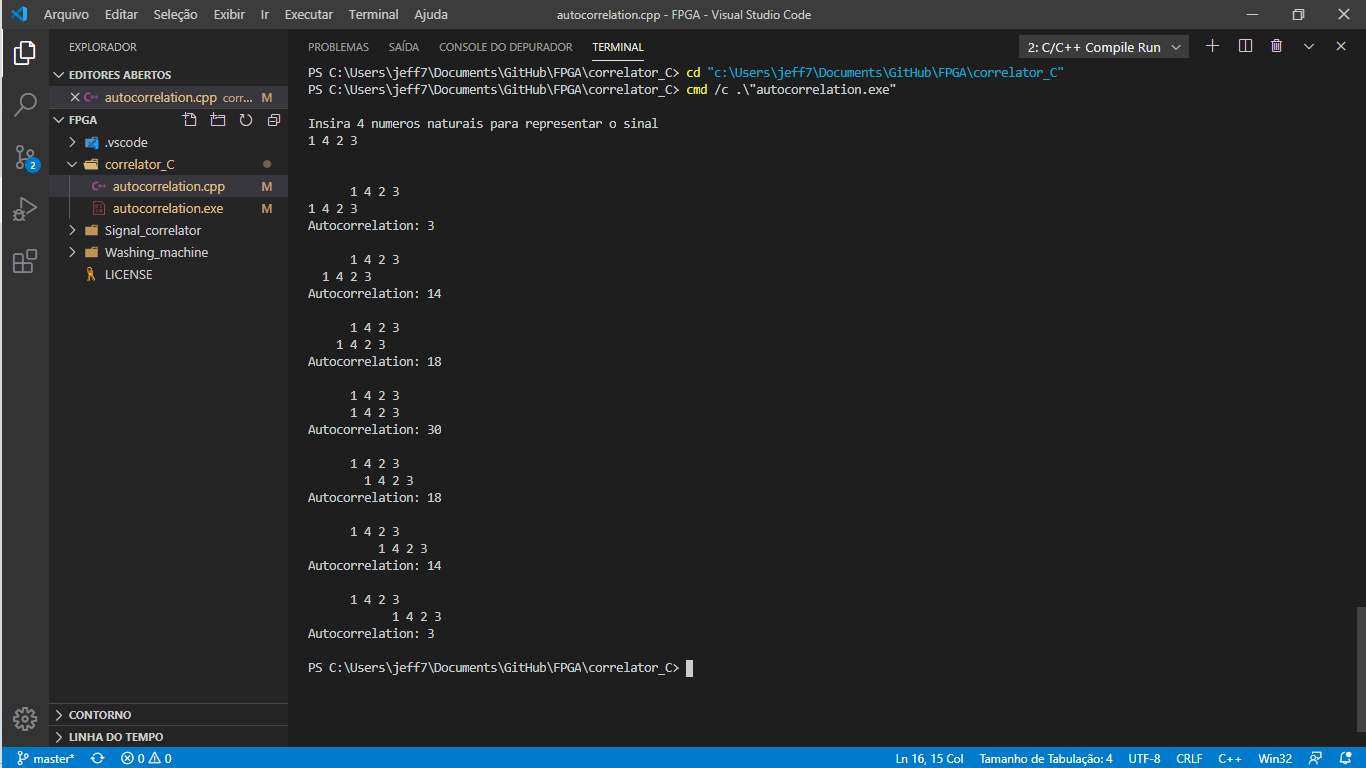 Arquivo Editar Seleção Exibir Ir Executar Terminal Ajuda autocorrelation.cpp - FPGA - Visual Studio Code
EXPLORADOR
EDITORES ABERTOS
autocorrelation.cpp corr... M
FPGA
.vscode
correlator_C
autocorrelation.cpp M
autocorrelation.exe M
Signal_correlator
Washing_machine
LICENSE
CONTORNO
LINHA DO TEMPO
2
PROBLEMAS SAÍDA CONSOLE DO DEPURADOR TERMINAL 2: C/C++ Compile Run
PS C:\Users\jeff7\Documents\GitHub\FPGA\correlator_C> cd "c:\Users\jeff7\Documents\GitHub\FPGA\correlator_C"
PS C:\Users\jeff7\Documents\GitHub\FPGA\correlator_C> cmd /c .\"autocorrelation.exe"
Insira 4 numeros naturais para representar o sinal
1 4 2 3
1 4 2 3
1 4 2 3
Autocorrelation: 3
1 4 2 3
1 4 2 3
Autocorrelation: 14
1 4 2 3
1 4 2 3
Autocorrelation: 18
1 4 2 3
1 4 2 3
Autocorrelation: 30
1 4 2 3
1 4 2 3
Autocorrelation: 18
1 4 2 3
1 4 2 3
Autocorrelation: 14
1 4 2 3
1 4 2 3
Autocorrelation: 3
PS C:\Users\jeff7\Documents\GitHub\FPGA\correlator_C>
master* 0 0 Ln 16, 15 Col Tamanho de Tabulação: 4 UTF-8 CRLF C++ Win32